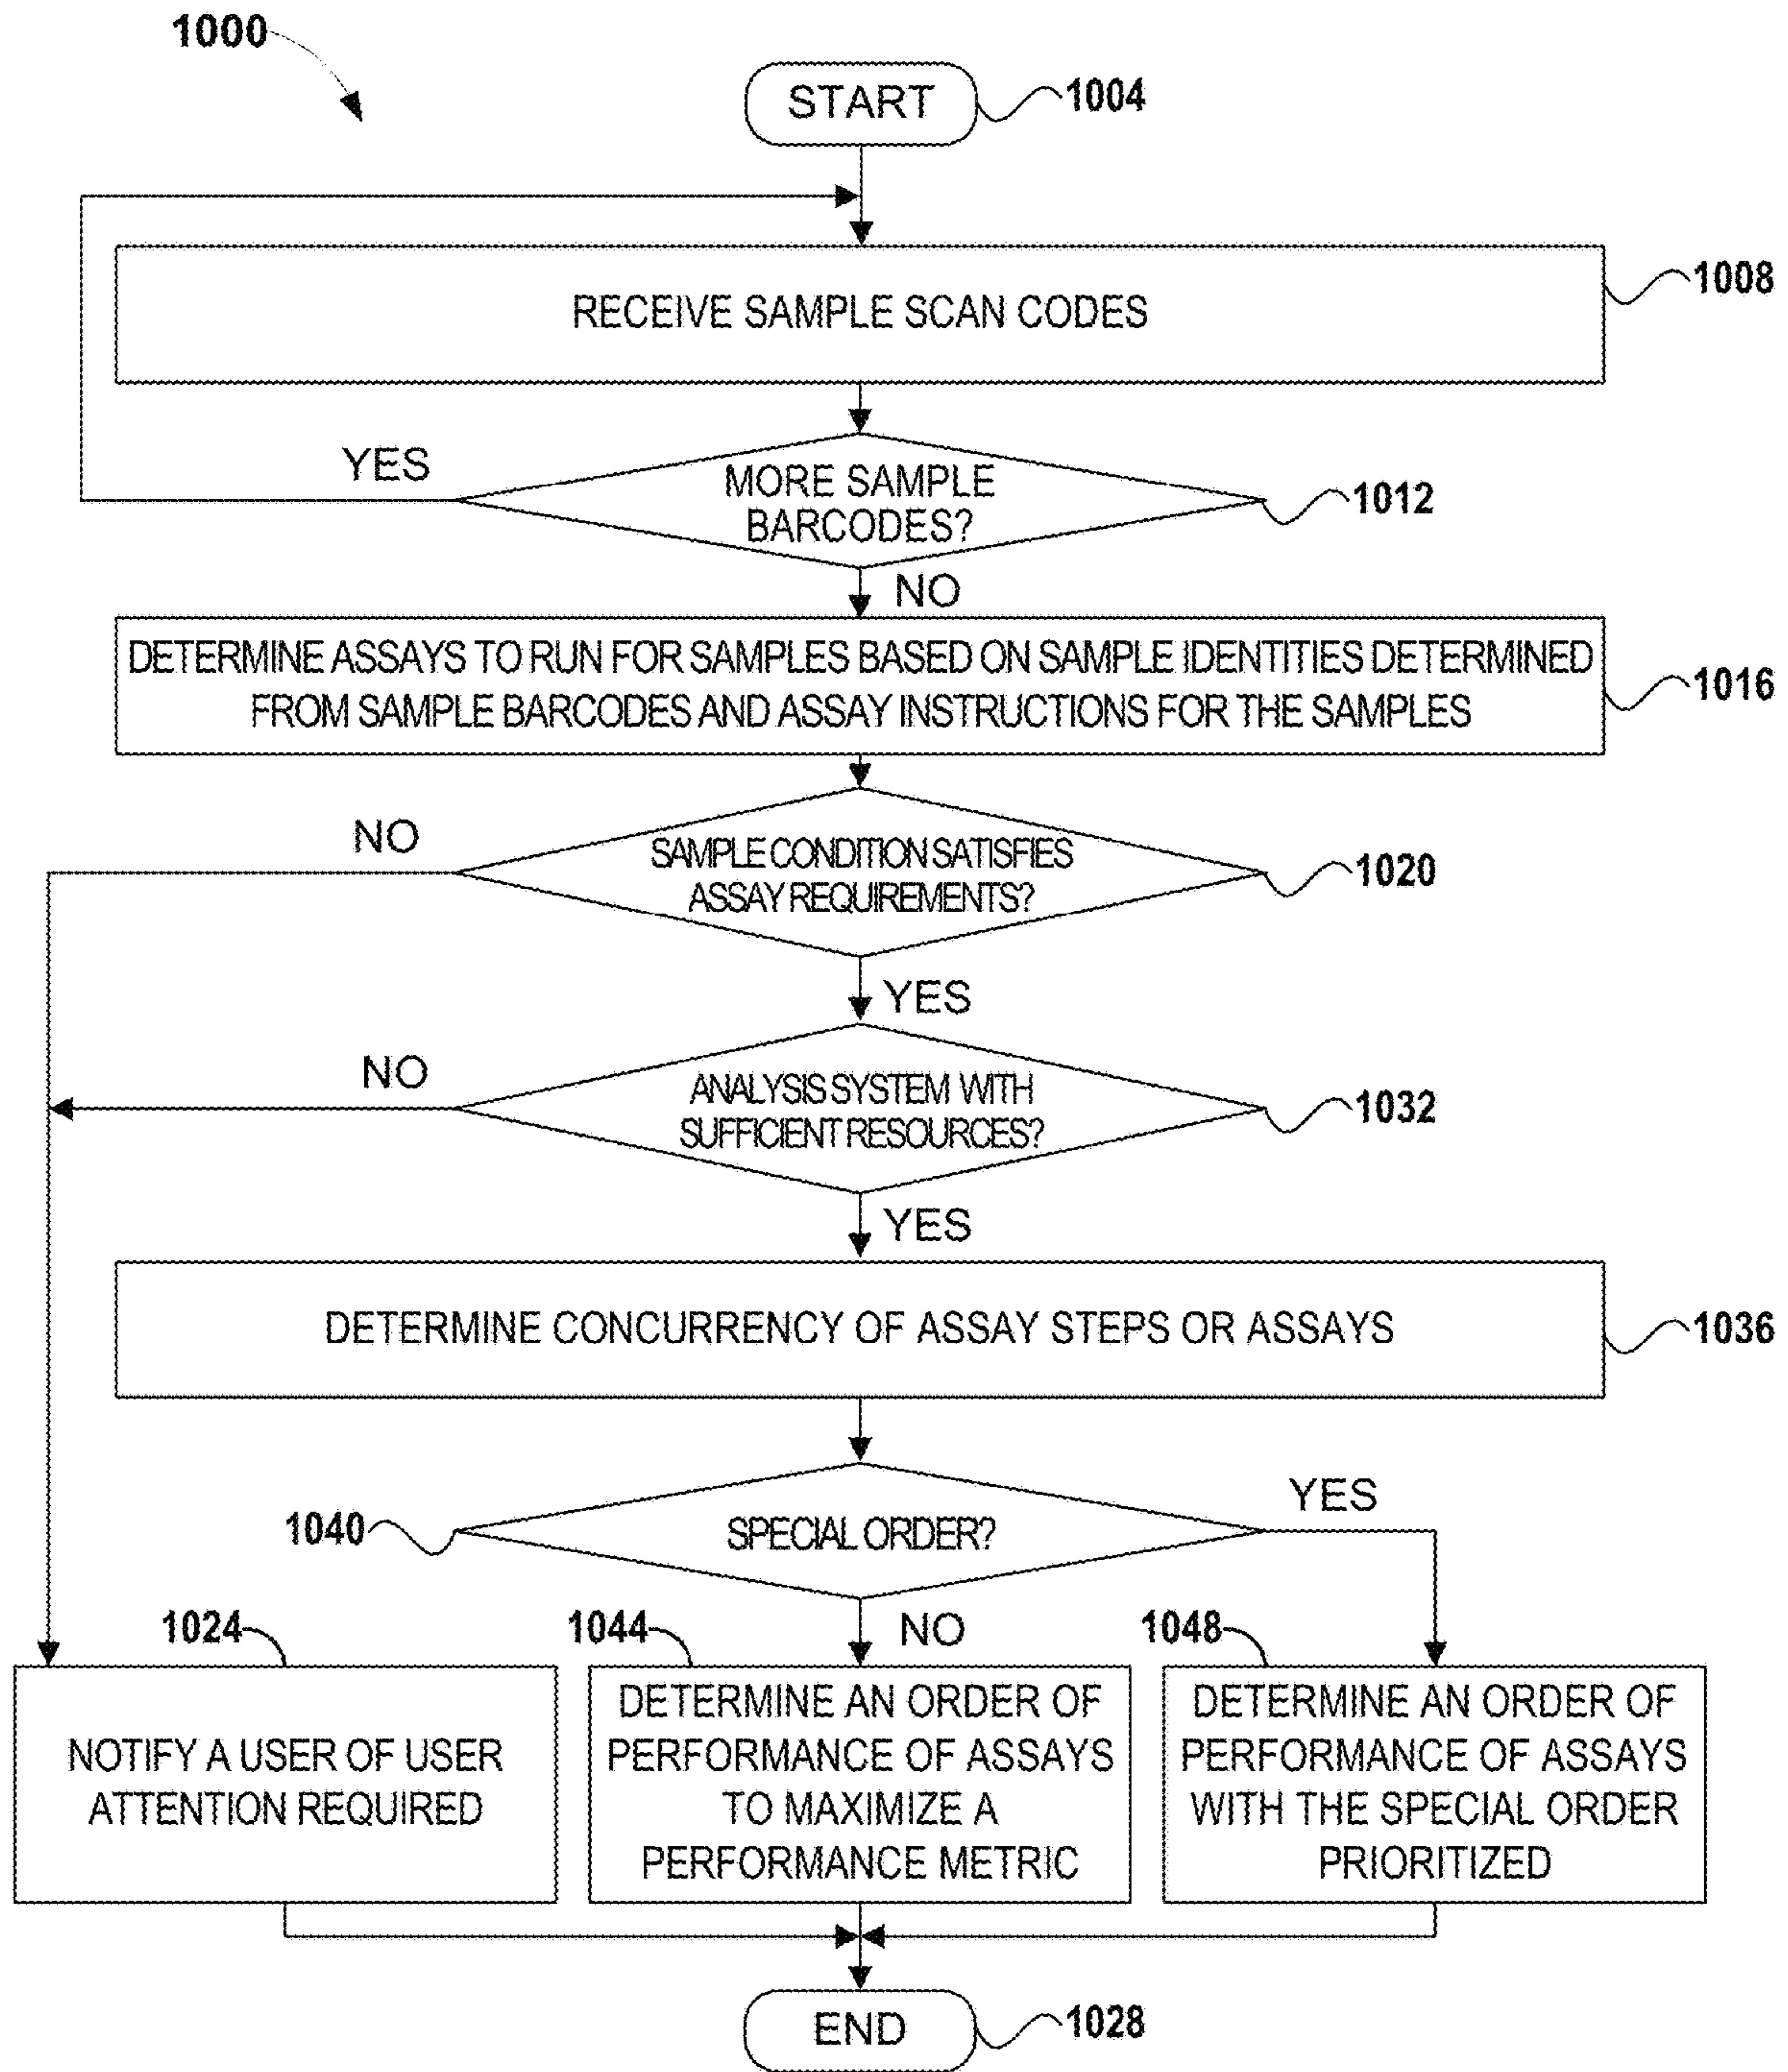 1000
START
1004
RECEIVE SAMPLE SCAN CODES
1008
YES
MORE SAMPLE
BARCODES?
1012
NO
DETERMINE ASSAYS TO RUN FOR SAMPLES BASED ON SAMPLE IDENTITIES DETERMINED
FROM SAMPLE BARCODES AND ASSAY INSTRUCTIONS FOR THE SAMPLES
1016
NO
SAMPLE CONDITION SATISFIES
ASSAY REQUIREMENTS?
1020
YES
NO
ANALYSIS SYSTEM WITH
SUFFICIENT RESOURCES?
1032
YES
DETERMINE CONCURRENCY OF ASSAY STEPS OR ASSAYS
1036
1040
SPECIAL ORDER?
YES
NO
1024
NOTIFY A USER OF USER
ATTENTION REQUIRED
1044
DETERMINE AN ORDER OF
PERFORMANCE OF ASSAYS
TO MAXIMIZE A
PERFORMANCE METRIC
1048
DETERMINE AN ORDER OF
PERFORMANCE OF ASSAYS
WITH THE SPECIAL ORDER
PRIORITIZED
END
1028